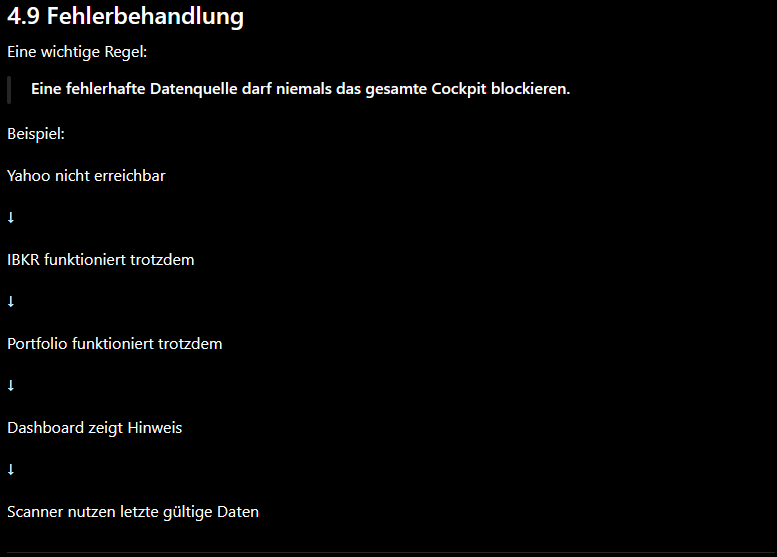 4.9 Fehlerbehandlung
Eine wichtige Regel:
Eine fehlerhafte Datenquelle darf niemals das gesamte Cockpit blockieren.
Beispiel:
Yahoo nicht erreichbar
↓
IBKR funktioniert trotzdem
↓
Portfolio funktioniert trotzdem
↓
Dashboard zeigt Hinweis
↓
Scanner nutzen letzte gültige Daten